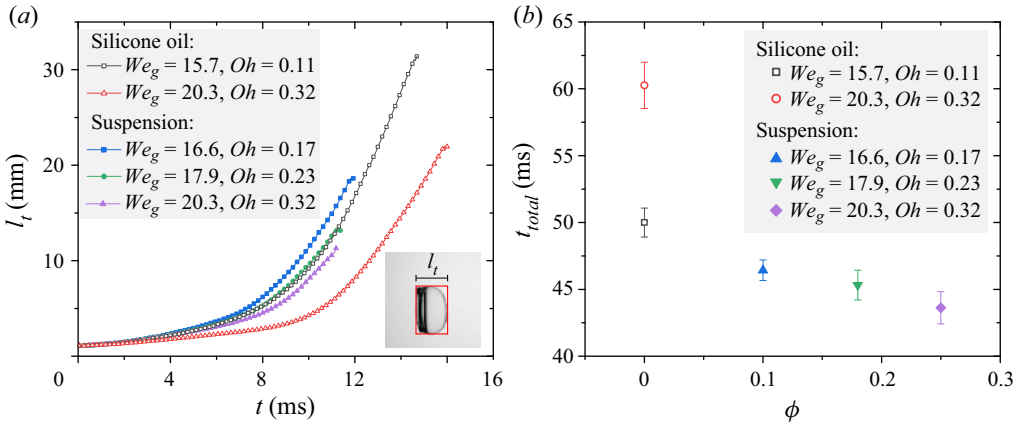 (a)
Silicone oil:
We_g = 15.7, Oh = 0.11
We_g = 20.3, Oh = 0.32
Suspension:
We_g = 16.6, Oh = 0.17
We_g = 17.9, Oh = 0.23
We_g = 20.3, Oh = 0.32
l_t (mm)
30
20
10
0 4 8 12 16
t (ms)
l_t
(b)
Silicone oil:
We_g = 15.7, Oh = 0.11
We_g = 20.3, Oh = 0.32
Suspension:
We_g = 16.6, Oh = 0.17
We_g = 17.9, Oh = 0.23
We_g = 20.3, Oh = 0.32
t_total (ms)
65
60
55
50
45
40
0 0.1 0.2 0.3
ϕ